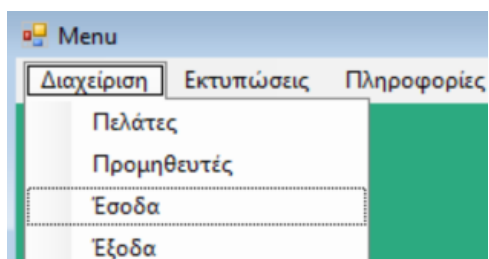 Menu
Διαχείριση Εκτυπώσεις Πληροφορίες
Πελάτες
Προμηθευτές
Έσοδα
Έξοδα